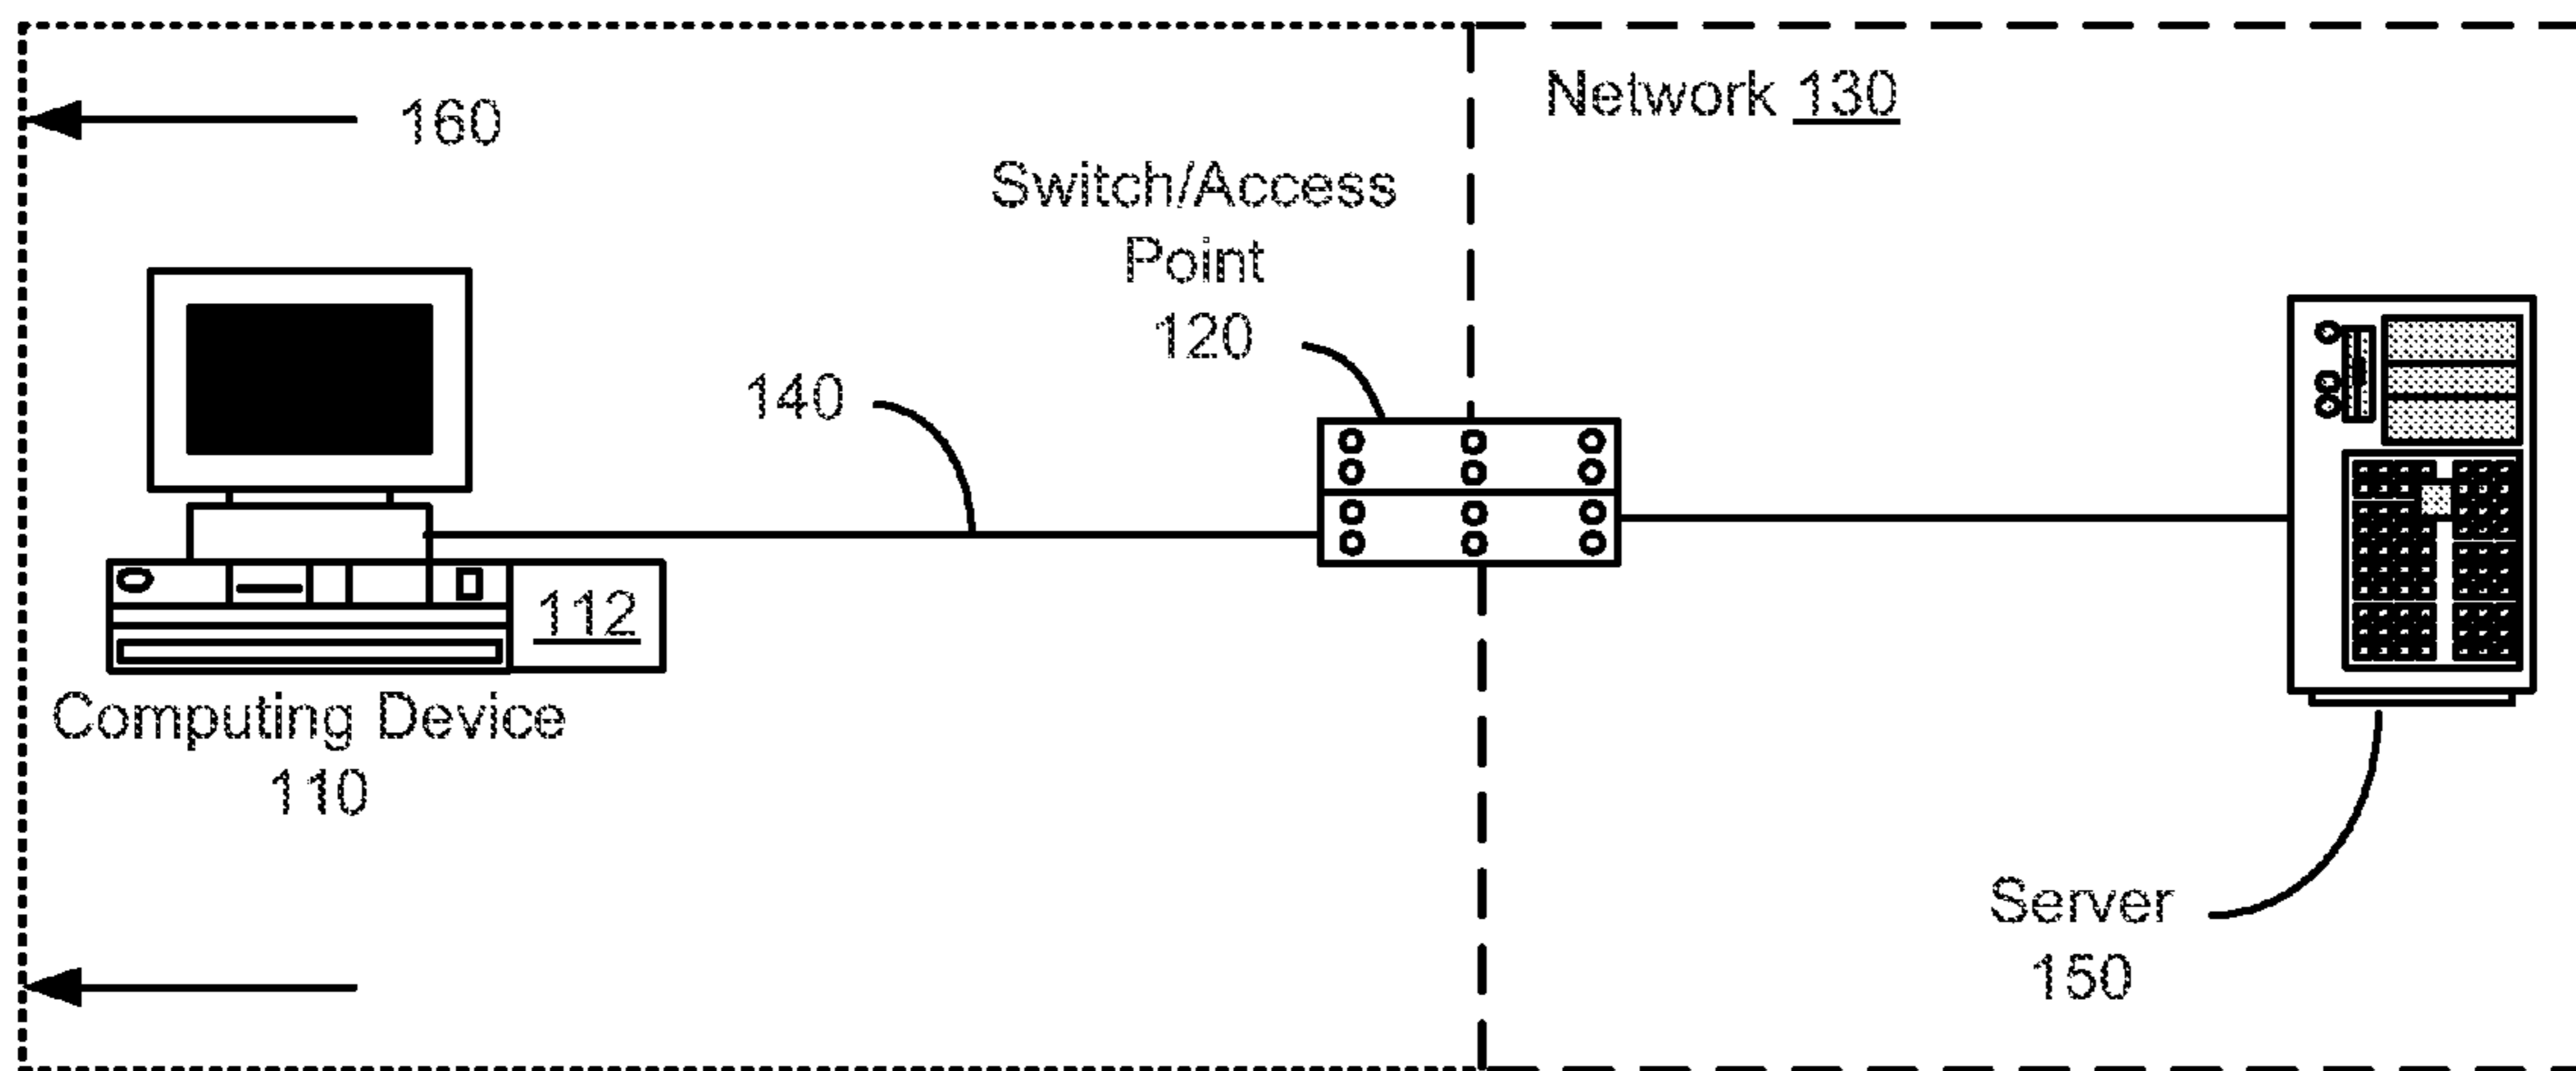 160
Network 130
Switch/Access
Point
120
140
112
Computing Device
110
Server
150